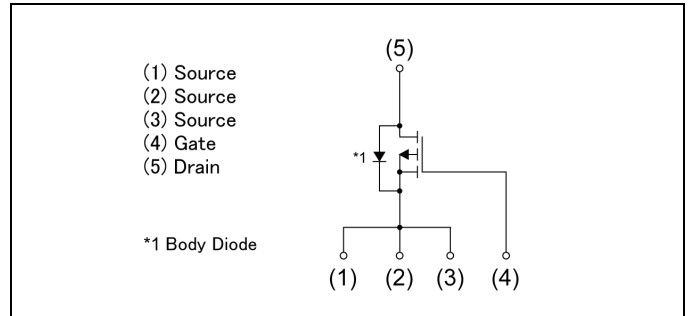 (1) Source
(2) Source
(3) Source
(4) Gate
(5) Drain
*1 Body Diode
(5)
*1
(1) (2) (3) (4)